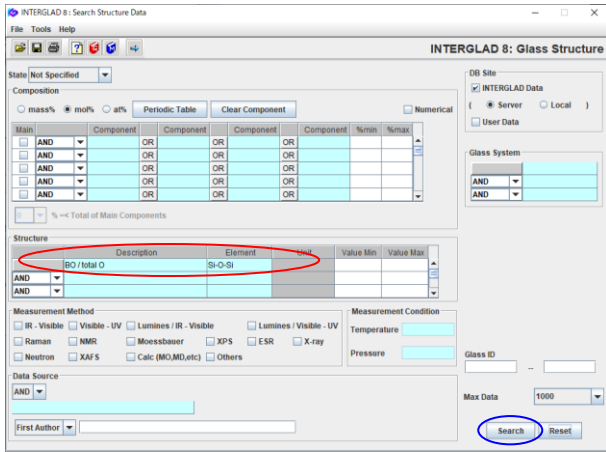 INTERGLAD 8 : Search Structure Data
File Tools Help
INTERGLAD 8: Glass Structure
State Not Specified
DB Site
INTERGLAD Data
( Server Local )
User Data
Composition
mass% mol% at% Periodic Table Clear Component Numerical
Main Component Component Component Component %min %max
AND OR OR OR
AND OR OR OR
AND OR OR OR
AND OR OR OR
AND OR OR OR
% =< Total of Main Components
Glass System
AND
AND
Structure
Description Element Unit Value Min Value Max
BO / total O Si-O-Si
AND
AND
Measurement Method
IR - Visible Visible - UV Lumines / IR - Visible Lumines / Visible - UV
Raman NMR Moessbauer XPS ESR X-ray
Neutron XAFS Calc (MO,MD,etc) Others
Measurement Condition
Temperature
Pressure
Glass ID
--
Data Source
AND
First Author
Max Data 1000
Search Reset